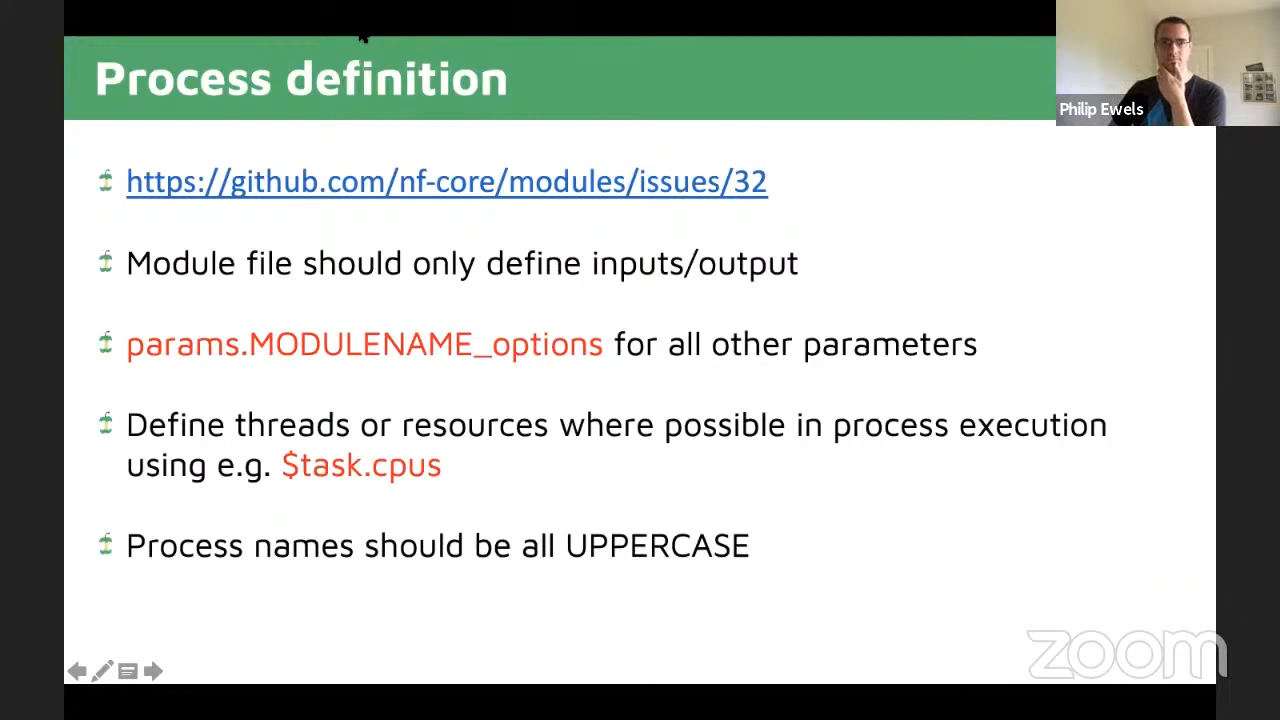 Process definition
Philip Ewels
https://github.com/nf-core/modules/issues/32
Module file should only define inputs/output
params.MODULENAME_options for all other parameters
Define threads or resources where possible in process execution
using e.g. $task.cpus
Process names should be all UPPERCASE
zoom